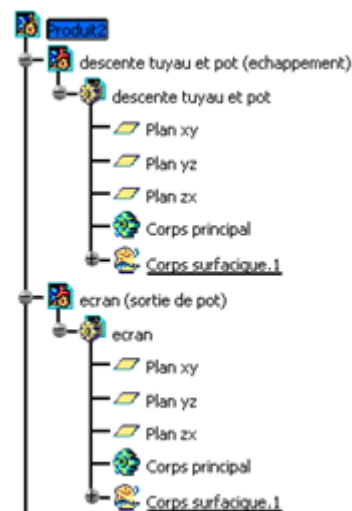 Produit2
descente tuyau et pot (echappement)
descente tuyau et pot
Plan xy
Plan yz
Plan zx
Corps principal
Corps surfacique.1
ecran (sortie de pot)
ecran
Plan xy
Plan yz
Plan zx
Corps principal
Corps surfacique.1